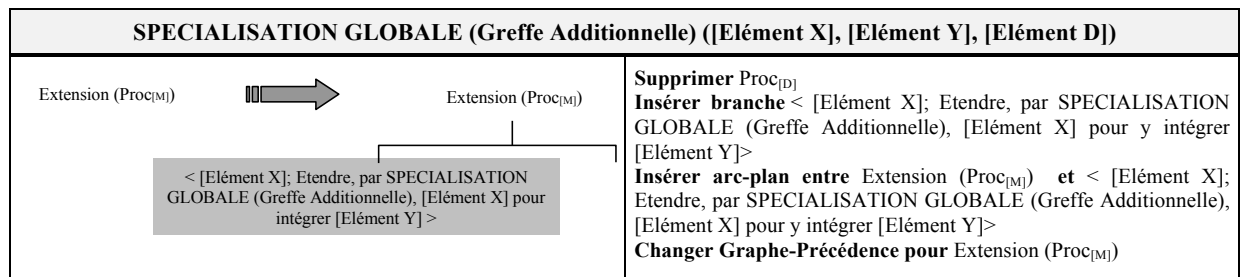 SPECIALISATION GLOBALE (Greffe Additionnelle) ([Elément X], [Elément Y], [Elément D])
Extension (Proc[M])
Extension (Proc[M])
< [Elément X]; Etendre, par SPECIALISATION
GLOBALE (Greffe Additionnelle), [Elément X] pour
intégrer [Elément Y] >
Supprimer Proc[D]
Insérer branche < [Elément X]; Etendre, par SPECIALISATION
GLOBALE (Greffe Additionnelle), [Elément X] pour y intégrer
[Elément Y]>
Insérer arc-plan entre Extension (Proc[M]) et < [Elément X];
Etendre, par SPECIALISATION GLOBALE (Greffe Additionnelle),
[Elément X] pour y intégrer [Elément Y]>
Changer Graphe-Précédence pour Extension (Proc[M])